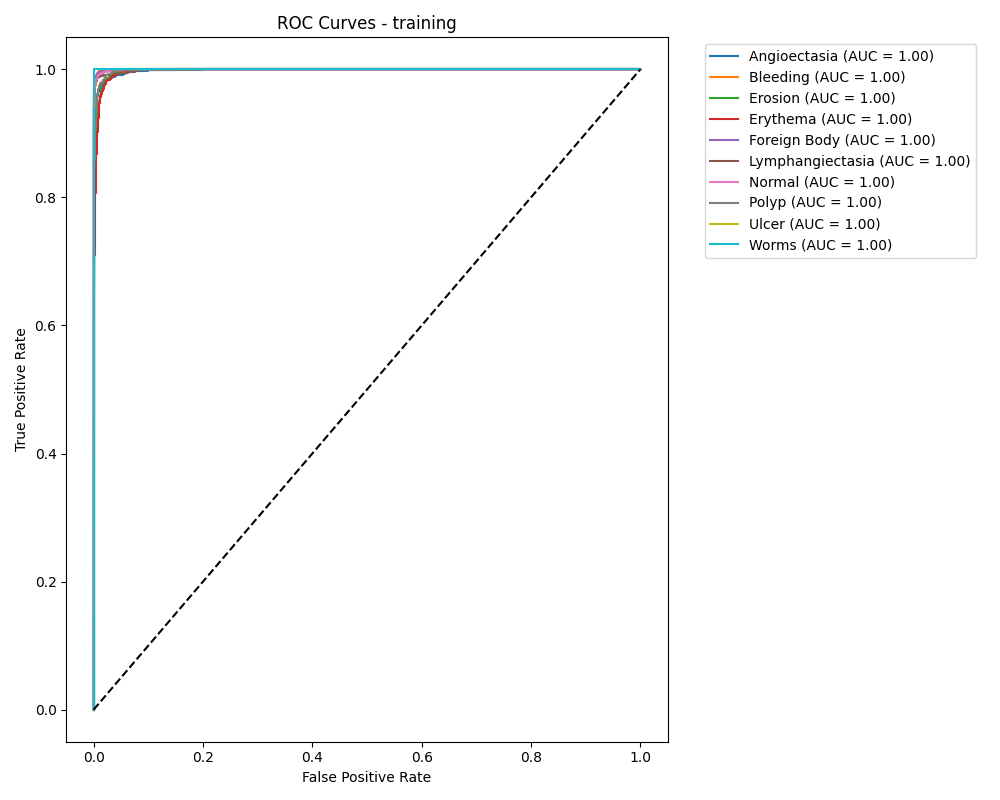 ROC Curves - training
True Positive Rate
1.0
0.8
0.6
0.4
0.2
0.0
0.0 0.2 0.4 0.6 0.8 1.0
False Positive Rate
Angioectasia (AUC = 1.00)
Bleeding (AUC = 1.00)
Erosion (AUC = 1.00)
Erythema (AUC = 1.00)
Foreign Body (AUC = 1.00)
Lymphangiectasia (AUC = 1.00)
Normal (AUC = 1.00)
Polyp (AUC = 1.00)
Ulcer (AUC = 1.00)
Worms (AUC = 1.00)